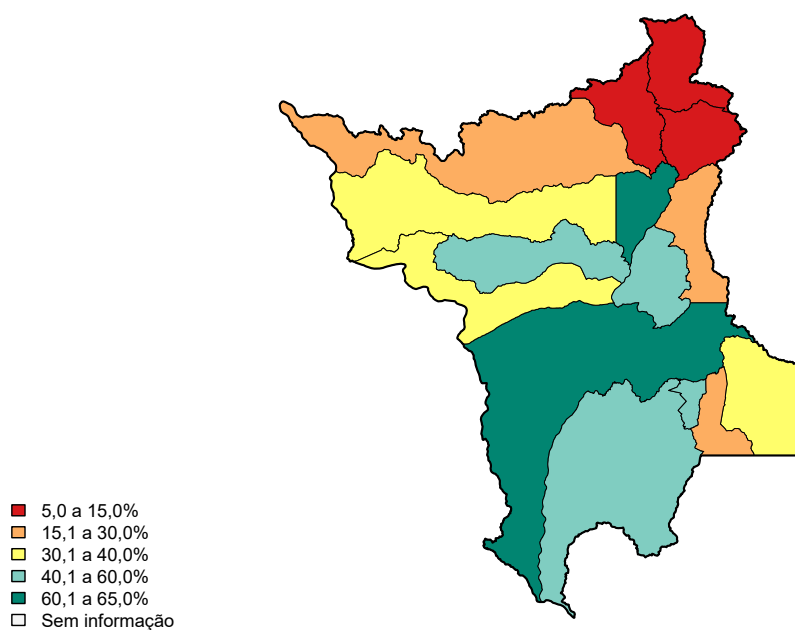 5,0 a 15,0%
15,1 a 30,0%
30,1 a 40,0%
40,1 a 60,0%
60,1 a 65,0%
Sem informação